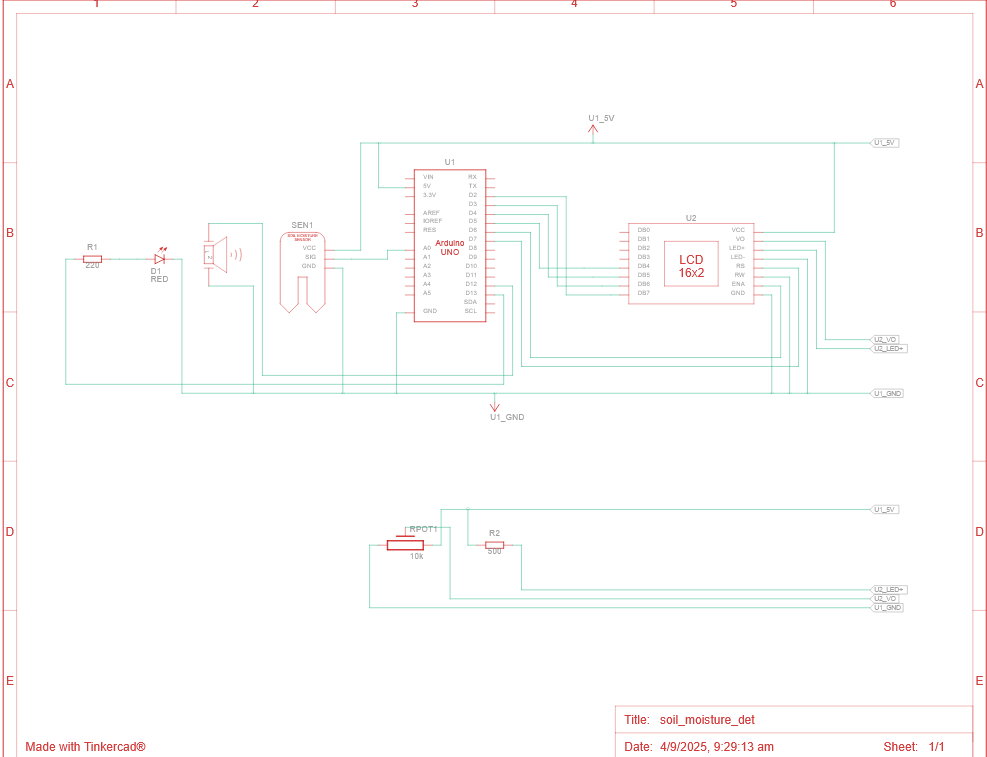 1 2 3 4 5 6
A A
U1_5V
U1_5V
U1
VIN RX
5V TX
3.3V D2
D3
AREF D4
IOREF D5
RES D6
D7
A0 D8
A1 D9
A2 D10
A3 D11
A4 D12
A5 D13
SDA
GND SCL
Arduino
UNO
B B
SEN1
SOIL MOISTURE
SENSOR
VCC
SIG
GND
R1
220
D1
RED
U2
DB0 VCC
DB1 VO
DB2 LED+
DB3 LED-
DB4 RS
DB5 RW
DB6 ENA
DB7 GND
LCD
16x2
U2_VO
U2_LED+
C C
U1_GND
U1_GND
U1_5V
D D
RPOT1
10k
R2
500
U2_LED+
U2_VO
U1_GND
E E
Title: soil_moisture_det
Made with Tinkercad®
Date: 4/9/2025, 9:29:13 am Sheet: 1/1